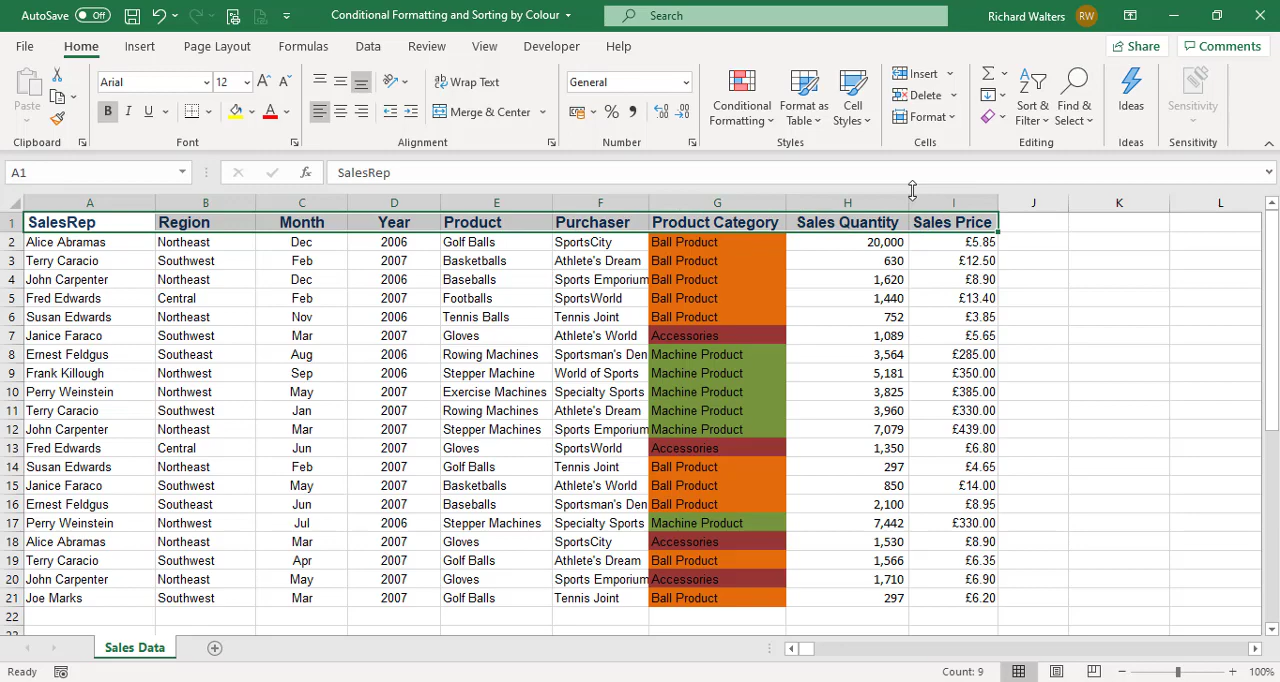 AutoSave Off Conditional Formatting and Sorting by Colour Search Richard Walters RW
File Home Insert Page Layout Formulas Data Review View Developer Help Share Comments
Paste Arial 12 Wrap Text General Conditional Formatting Format as Table Cell Styles Insert Sort & Filter Find & Select Ideas Sensitivity
B I U Merge & Center % Delete
Format
Clipboard Font Alignment Number Styles Cells Editing Ideas Sensitivity
A1 fx SalesRep
A B C D E F G H I J K L
1 SalesRep Region Month Year Product Purchaser Product Category Sales Quantity Sales Price
2 Alice Abramas Northeast Dec 2006 Golf Balls SportsCity Ball Product 20,000 £5.85
3 Terry Caracio Southwest Feb 2007 Basketballs Athlete's Dream Ball Product 630 £12.50
4 John Carpenter Northeast Dec 2006 Baseballs Sports Emporium Ball Product 1,620 £8.90
5 Fred Edwards Central Feb 2007 Footballs SportsWorld Ball Product 1,440 £13.40
6 Susan Edwards Northeast Nov 2006 Tennis Balls Tennis Joint Ball Product 752 £3.85
7 Janice Faraco Southwest Mar 2007 Gloves Athlete's World Accessories 1,089 £5.65
8 Ernest Feldgus Southeast Aug 2006 Rowing Machines Sportsman's Den Machine Product 3,564 £285.00
9 Frank Killough Northwest Sep 2006 Stepper Machine World of Sports Machine Product 5,181 £350.00
10 Perry Weinstein Northwest May 2007 Exercise Machines Specialty Sports Machine Product 3,825 £385.00
11 Terry Caracio Southwest Jan 2007 Rowing Machines Athlete's Dream Machine Product 3,960 £330.00
12 John Carpenter Northeast Mar 2007 Stepper Machines Sports Emporium Machine Product 7,079 £439.00
13 Fred Edwards Central Jun 2007 Gloves SportsWorld Accessories 1,350 £6.80
14 Susan Edwards Northeast Feb 2007 Golf Balls Tennis Joint Ball Product 297 £4.65
15 Janice Faraco Southwest May 2007 Basketballs Athlete's World Ball Product 850 £14.00
16 Ernest Feldgus Southeast Jun 2007 Baseballs Sportsman's Den Ball Product 2,100 £8.95
17 Perry Weinstein Northwest Jul 2006 Stepper Machines Specialty Sports Machine Product 7,442 £330.00
18 Alice Abramas Northeast Mar 2007 Gloves SportsCity Accessories 1,530 £8.90
19 Terry Caracio Southwest Apr 2007 Golf Balls Athlete's Dream Ball Product 1,566 £6.35
20 John Carpenter Northeast May 2007 Gloves Sports Emporium Accessories 1,710 £6.90
21 Joe Marks Southwest Mar 2007 Golf Balls Tennis Joint Ball Product 297 £6.20
22
Sales Data
Ready Count: 9 100%